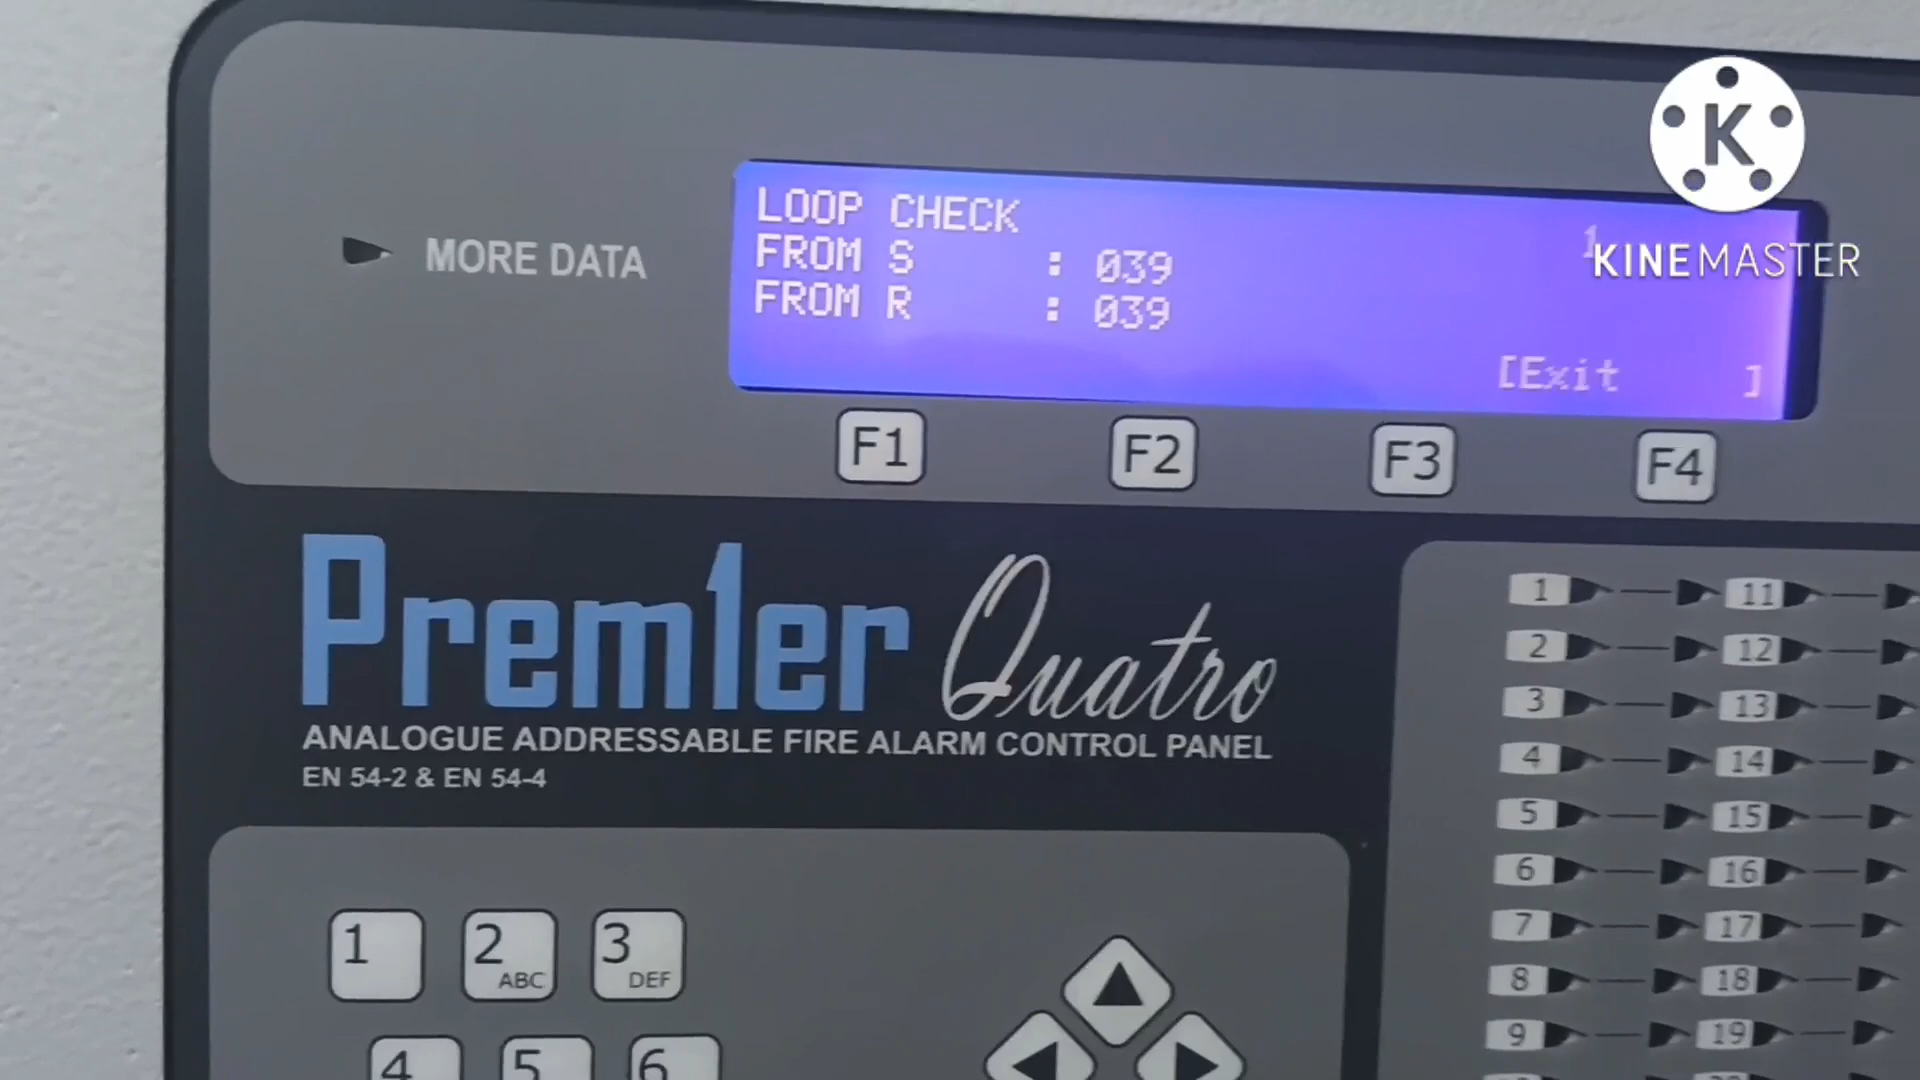 K
KINEMASTER
LOOP CHECK 1
FROM S : 039
FROM R : 039
[Exit ]
MORE DATA
F1 F2 F3 F4
Prem1er Quatro
ANALOGUE ADDRESSABLE FIRE ALARM CONTROL PANEL
EN 54-2 & EN 54-4
1 11
2 12
3 13
4 14
5 15
6 16
7 17
8 18
9 19
1 2 ABC 3 DEF
4 5 6